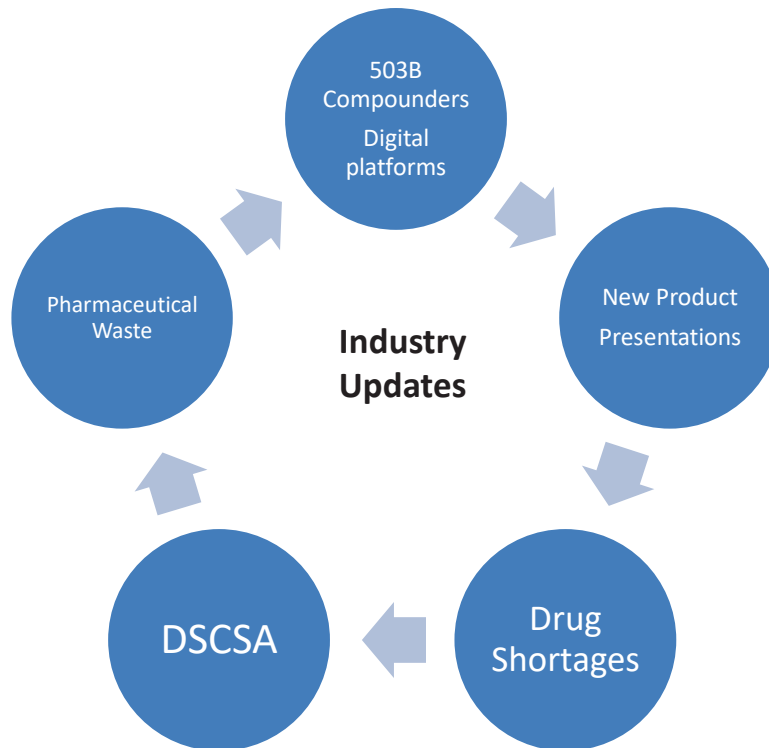 503B
Compounders
Digital
platforms
New Product
Presentations
Drug
Shortages
DSCSA
Pharmaceutical
Waste
Industry
Updates